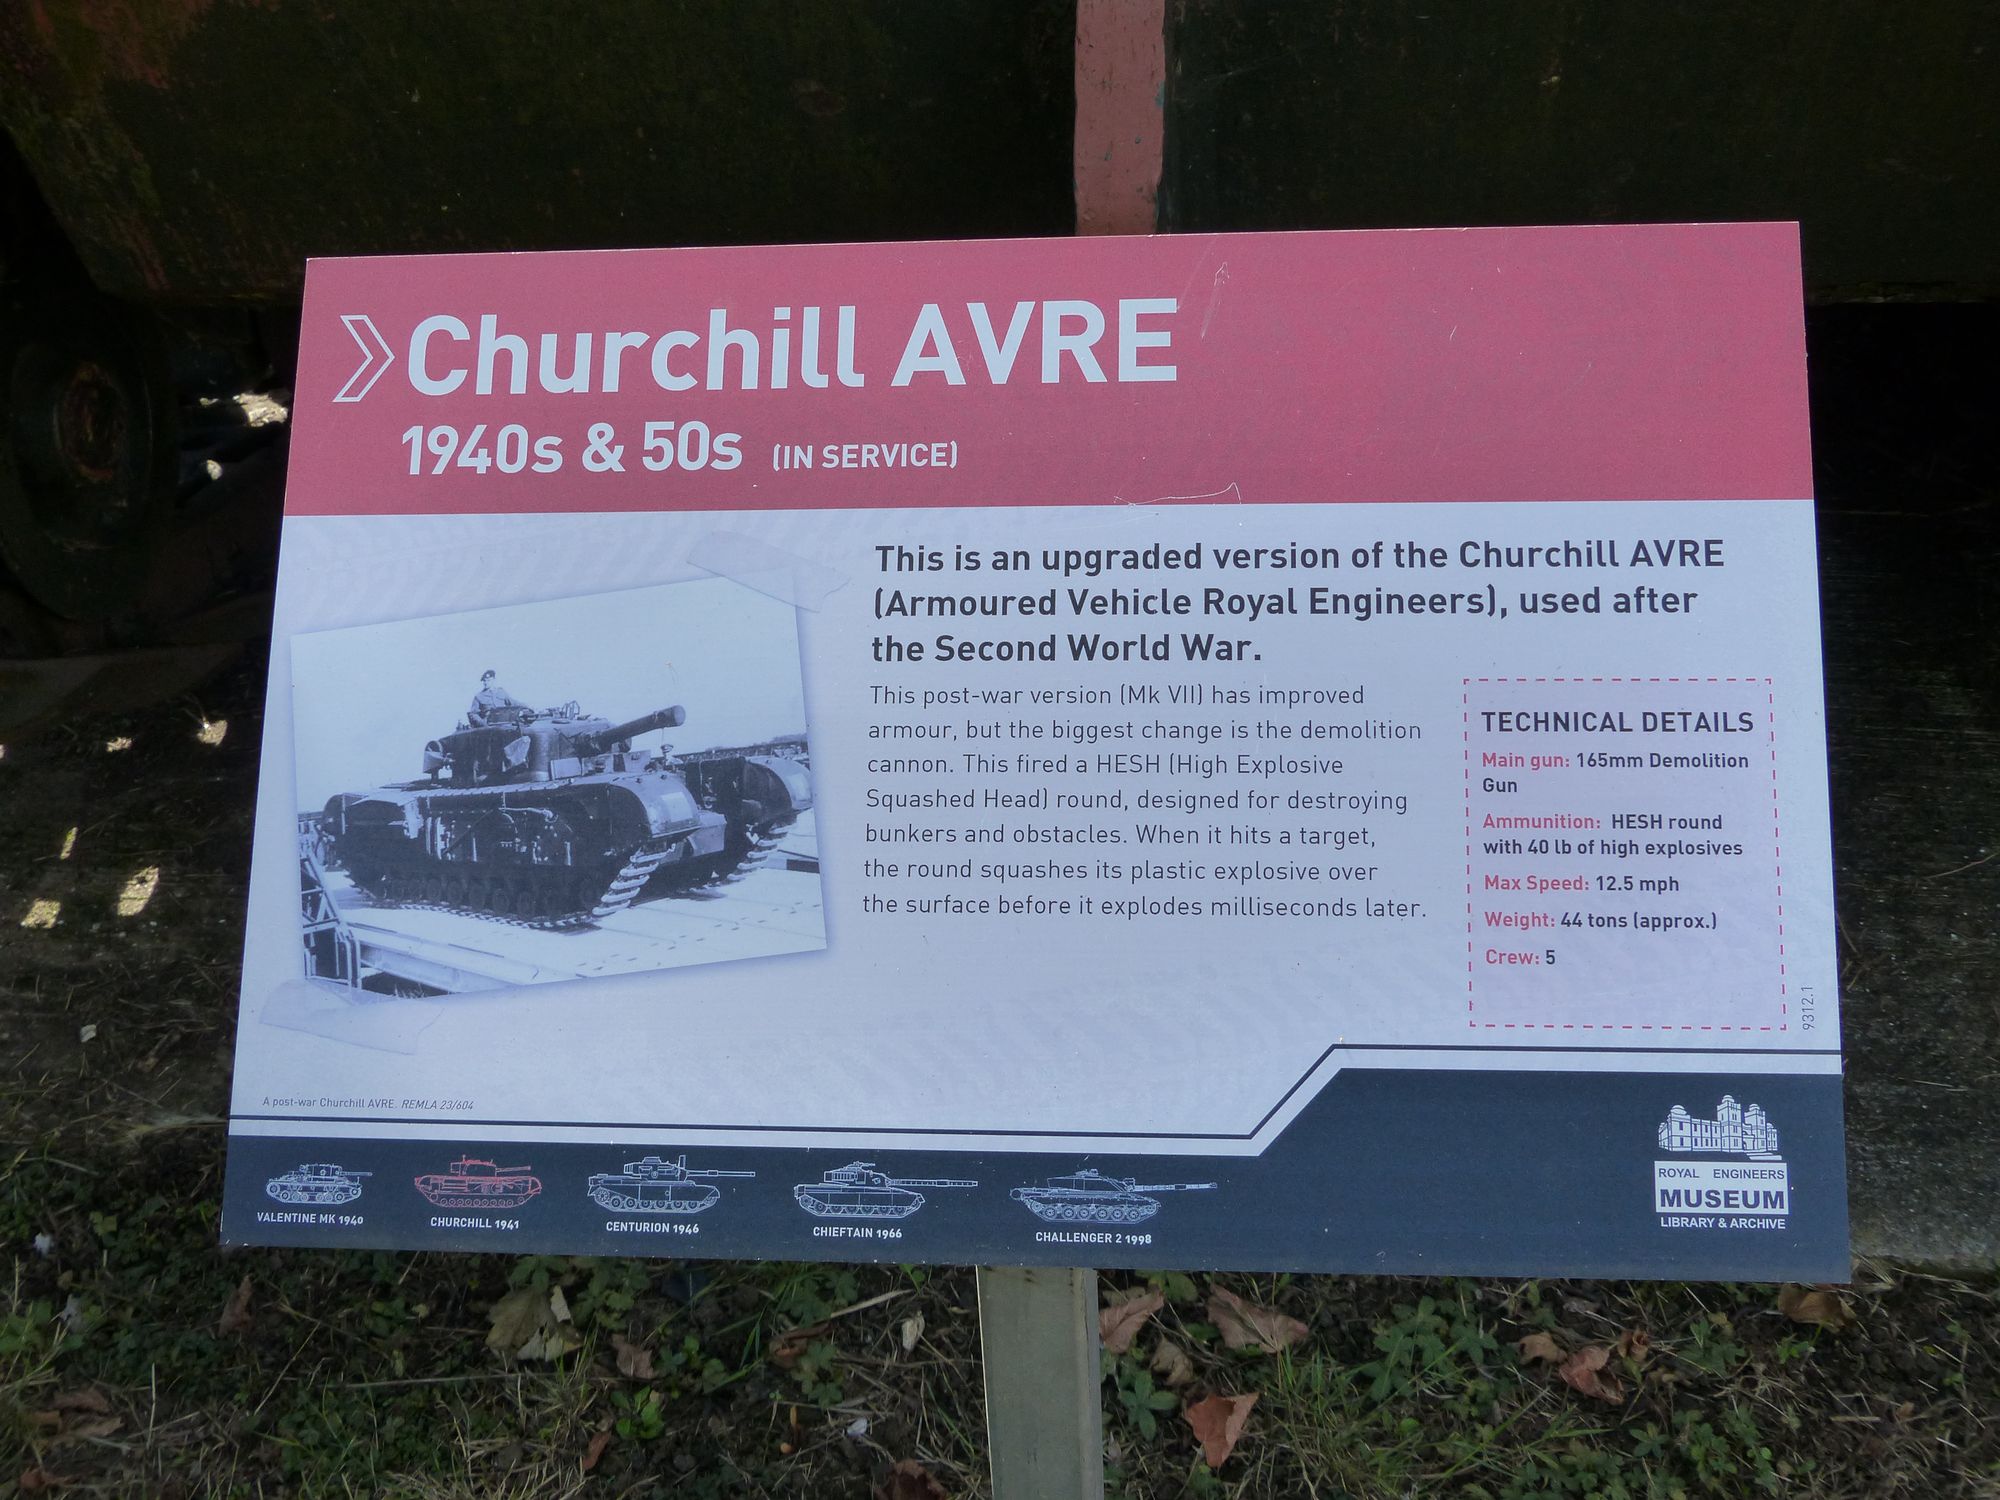 Churchill AVRE
1940s & 50s (IN SERVICE)
This is an upgraded version of the Churchill AVRE
(Armoured Vehicle Royal Engineers), used after
the Second World War.
This post-war version (Mk VII) has improved
armour, but the biggest change is the demolition
cannon. This fired a HESH (High Explosive
Squashed Head) round, designed for destroying
bunkers and obstacles. When it hits a target,
the round squashes its plastic explosive over
the surface before it explodes milliseconds later.
TECHNICAL DETAILS
Main gun: 165mm Demolition
Gun
Ammunition: HESH round
with 40 lb of high explosives
Max Speed: 12.5 mph
Weight: 44 tons (approx.)
Crew: 5
9312.1
A post-war Churchill AVRE. REMLA 23/604
VALENTINE MK 1940
CHURCHILL 1941
CENTURION 1946
CHIEFTAIN 1966
CHALLENGER 2 1998
ROYAL ENGINEERS
MUSEUM
LIBRARY & ARCHIVE